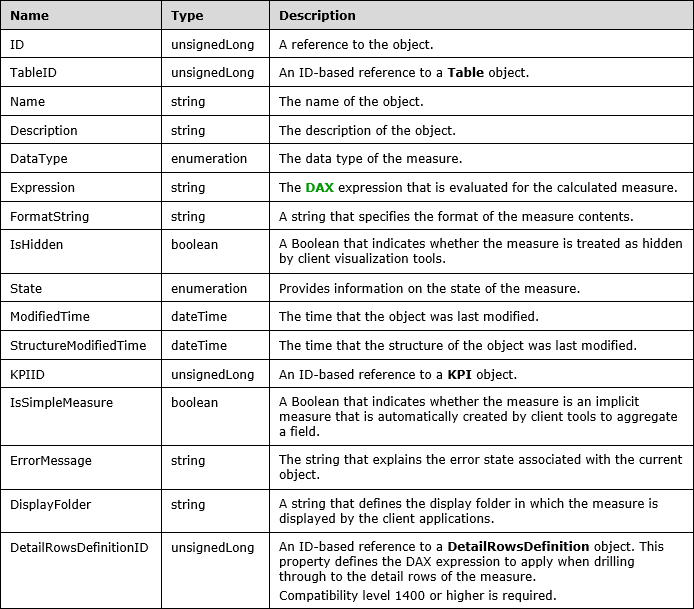 Name Type Description
ID unsignedLong A reference to the object.
TableID unsignedLong An ID-based reference to a Table object.
Name string The name of the object.
Description string The description of the object.
DataType enumeration The data type of the measure.
Expression string The DAX expression that is evaluated for the calculated measure.
FormatString string A string that specifies the format of the measure contents.
IsHidden boolean A Boolean that indicates whether the measure is treated as hidden
by client visualization tools.
State enumeration Provides information on the state of the measure.
ModifiedTime dateTime The time that the object was last modified.
StructureModifiedTime dateTime The time that the structure of the object was last modified.
KPIID unsignedLong An ID-based reference to a KPI object.
IsSimpleMeasure boolean A Boolean that indicates whether the measure is an implicit
measure that is automatically created by client tools to aggregate
a field.
ErrorMessage string The string that explains the error state associated with the current
object.
DisplayFolder string A string that defines the display folder in which the measure is
displayed by the client applications.
DetailRowsDefinitionID unsignedLong An ID-based reference to a DetailRowsDefinition object. This
property defines the DAX expression to apply when drilling
through to the detail rows of the measure.
Compatibility level 1400 or higher is required.